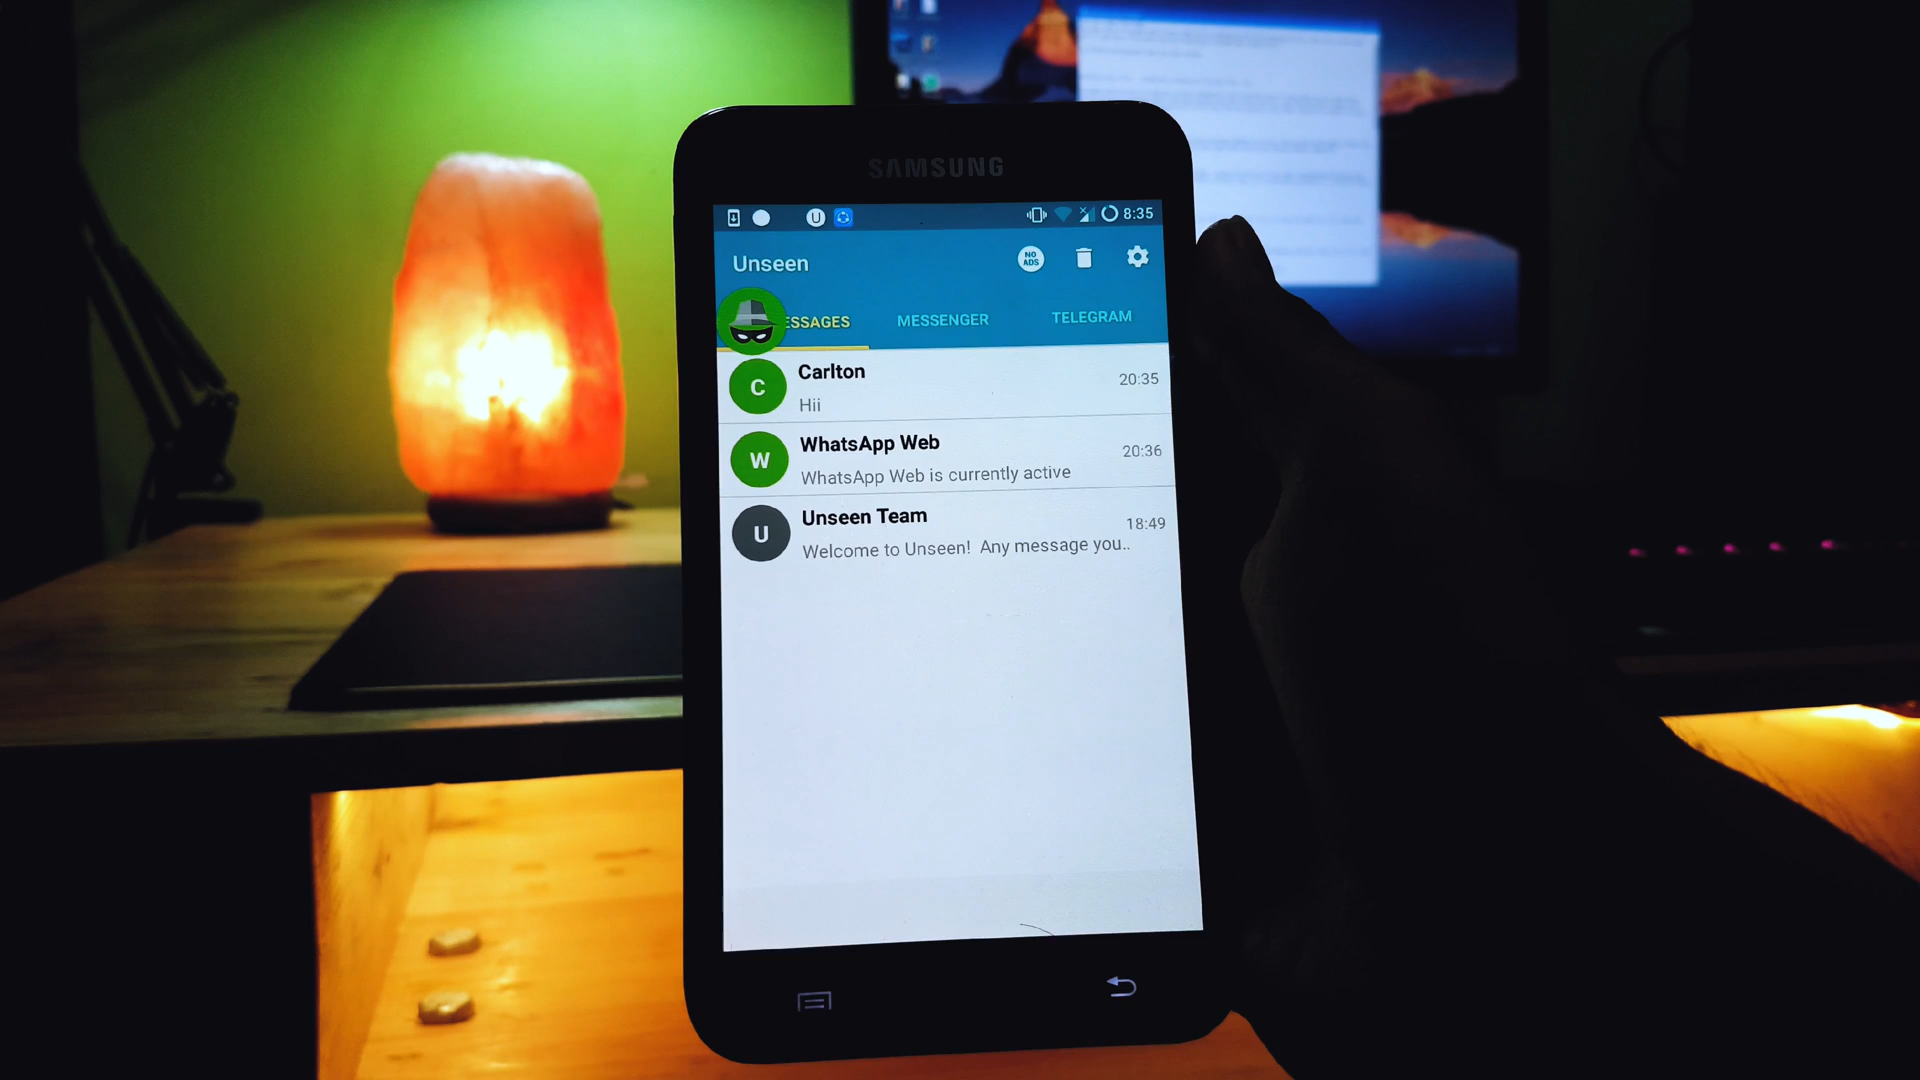 SAMSUNG
U
8:35
Unseen
NO
ADS
ESSAGES
MESSENGER
TELEGRAM
C
Carlton
20:35
Hii
W
WhatsApp Web
20:36
WhatsApp Web is currently active
U
Unseen Team
18:49
Welcome to Unseen! Any message you..